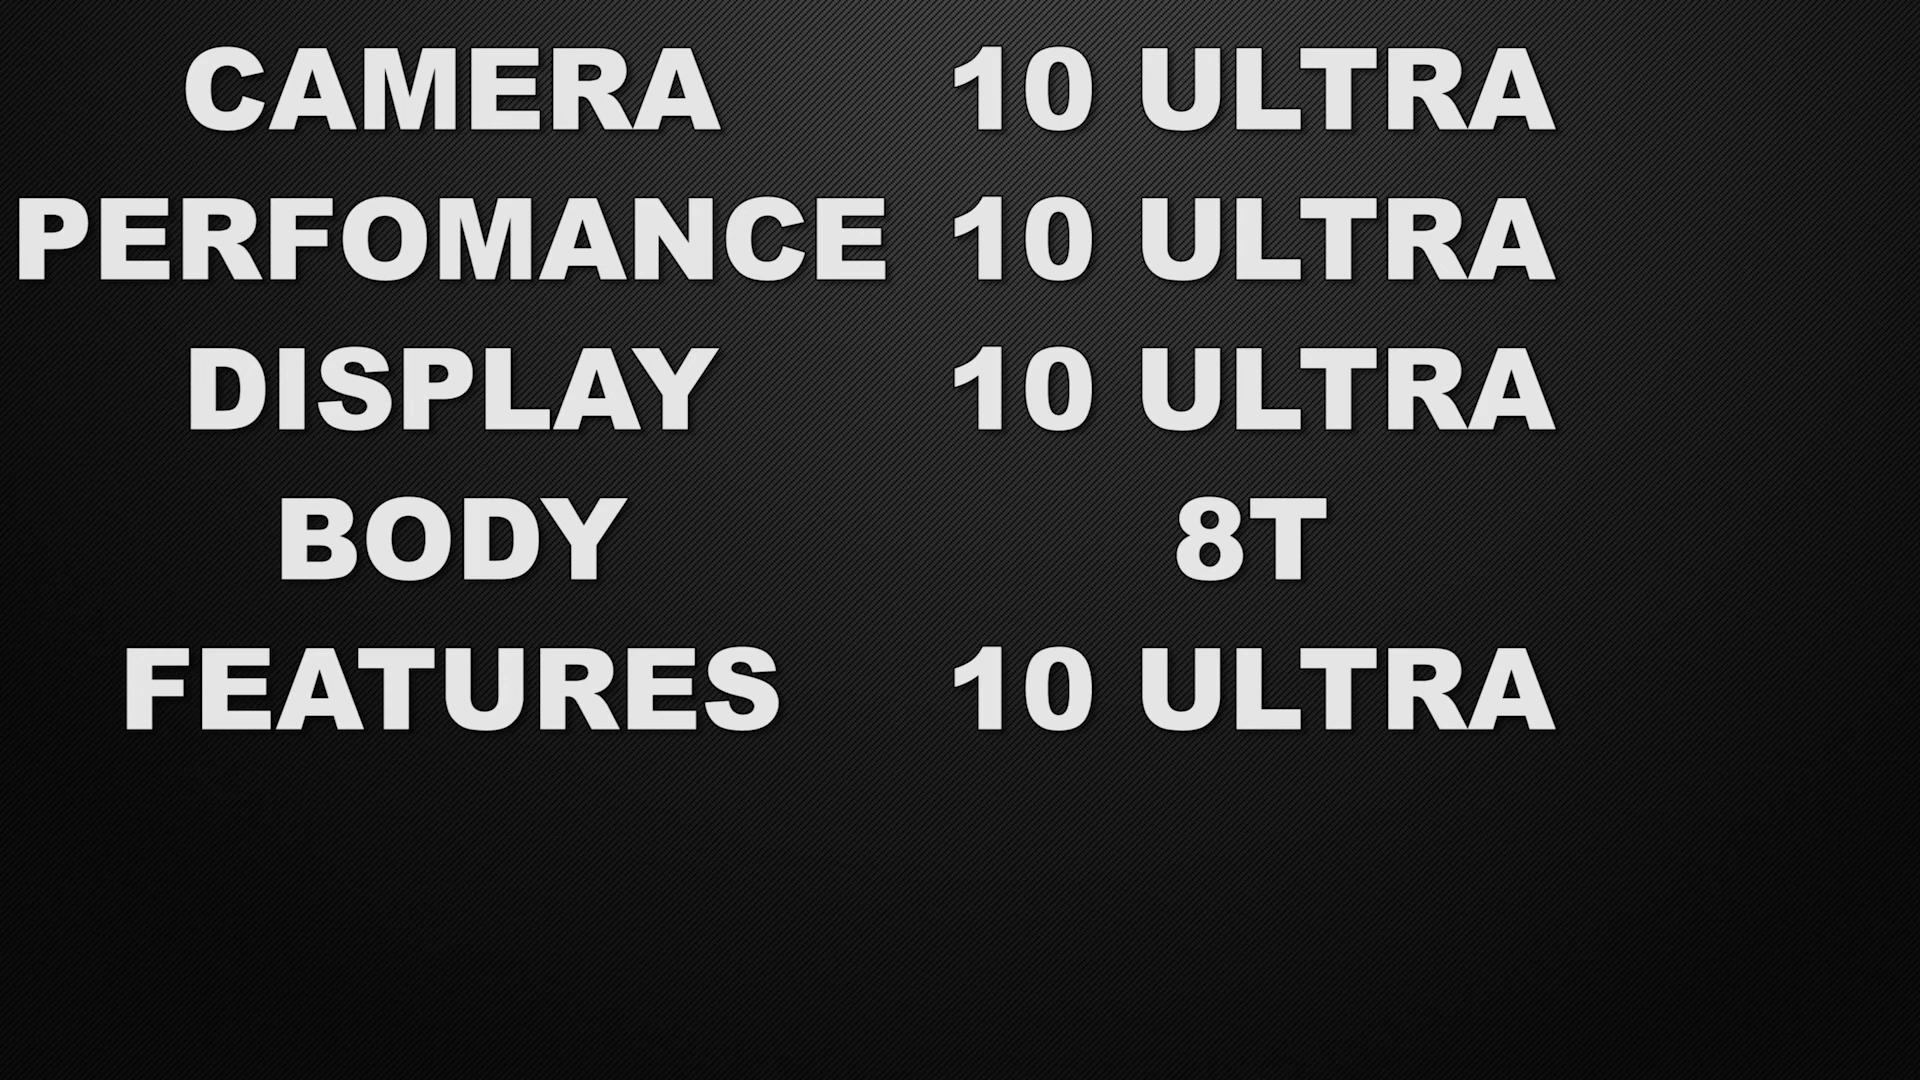 CAMERA 10 ULTRA
PERFOMANCE 10 ULTRA
DISPLAY 10 ULTRA
BODY 8T
FEATURES 10 ULTRA